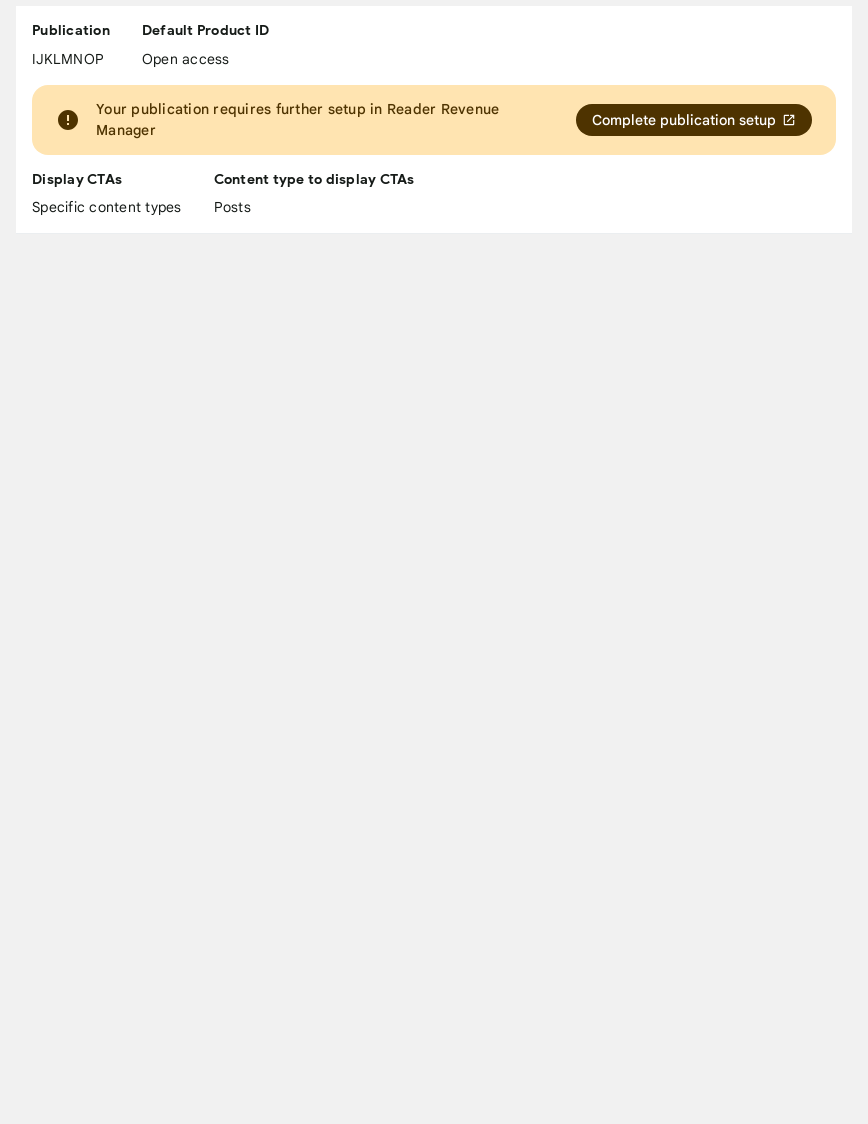 Publication
Default Product ID
IJKLMNOP
Open access
Your publication requires further setup in Reader Revenue
Manager
Complete publication setup
Display CTAs
Content type to display CTAs
Specific content types
Posts